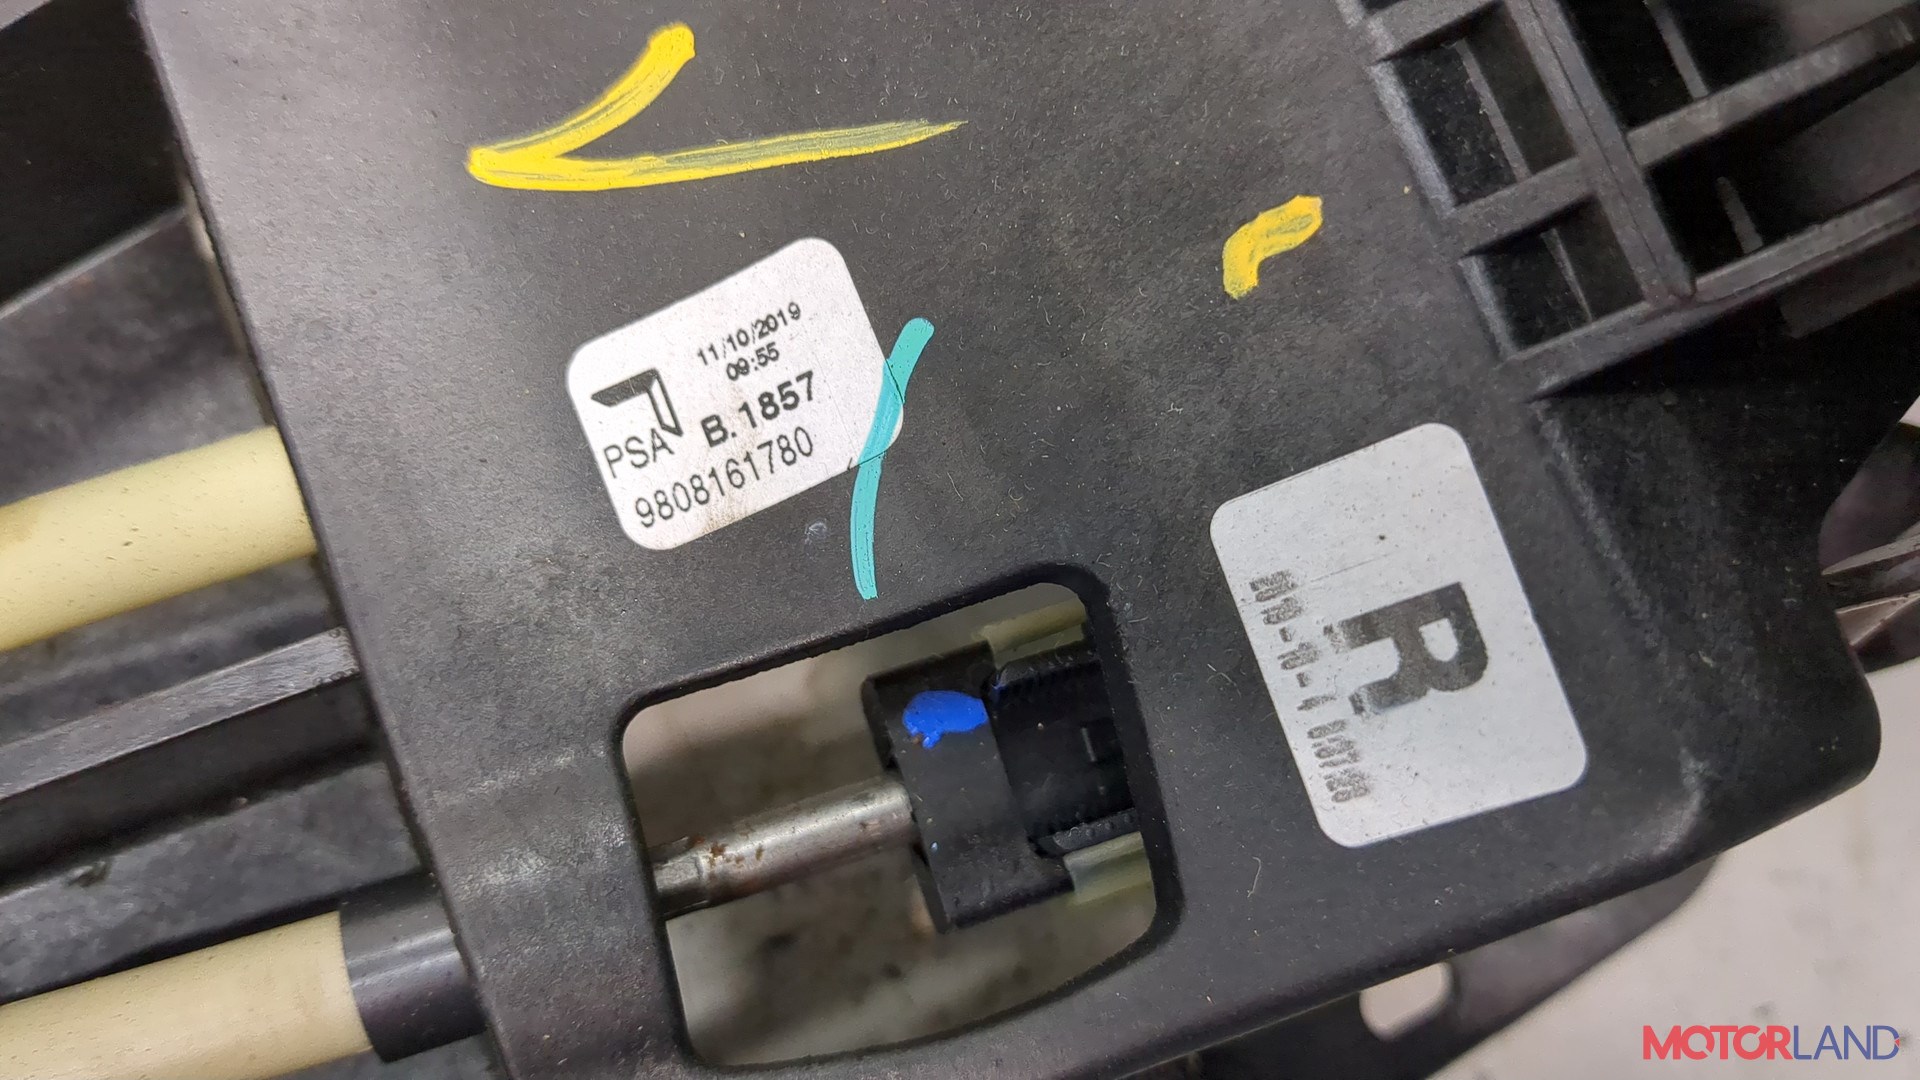 11/10/2019
09:55
B.1857
PSA
9808161780
R
MOTORLAND